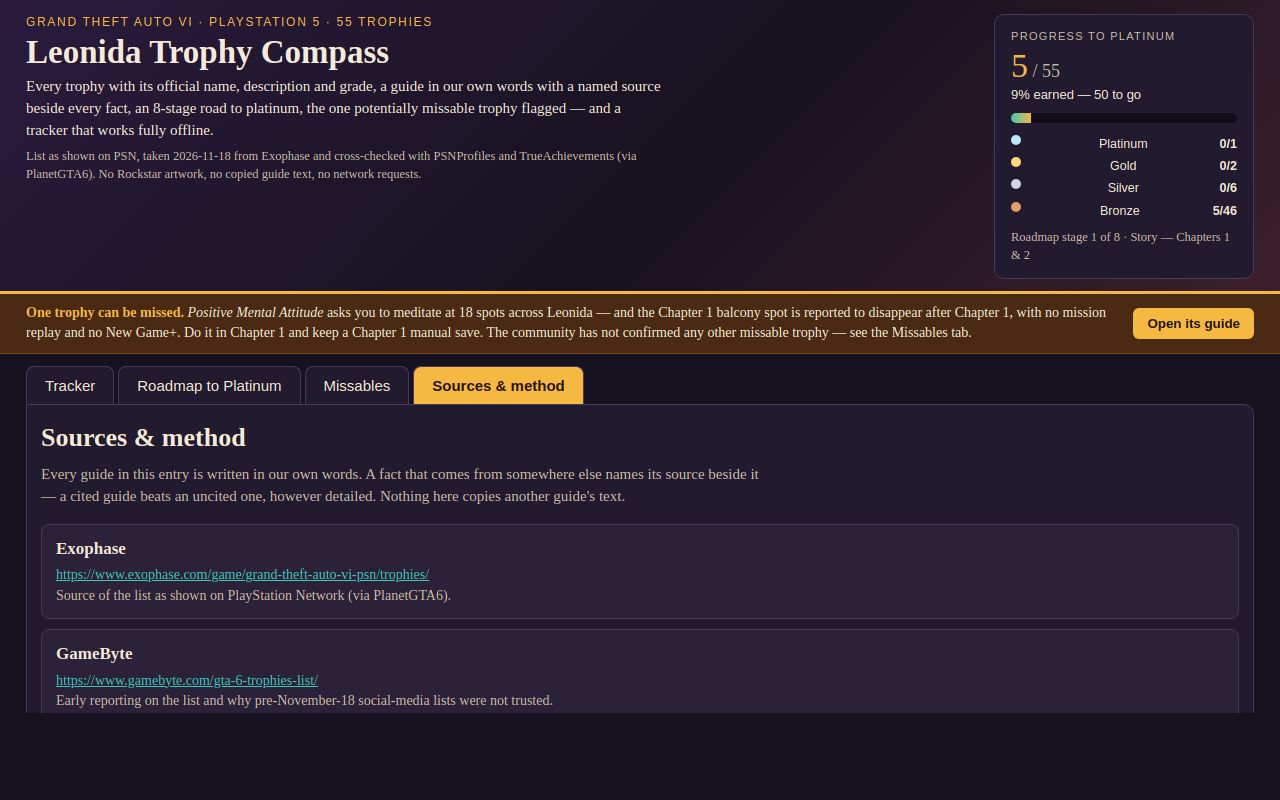 GRAND THEFT AUTO VI · PLAYSTATION 5 · 55 TROPHIES
Leonida Trophy Compass
Every trophy with its official name, description and grade, a guide in our own words with a named source
beside every fact, an 8-stage road to platinum, the one potentially missable trophy flagged — and a
tracker that works fully offline.
List as shown on PSN, taken 2026-11-18 from Exophase and cross-checked with PSNProfiles and TrueAchievements (via
PlanetGTA6). No Rockstar artwork, no copied guide text, no network requests.
PROGRESS TO PLATINUM
5 / 55
9% earned — 50 to go
Platinum 0/1
Gold 0/2
Silver 0/6
Bronze 5/46
Roadmap stage 1 of 8 · Story — Chapters 1
& 2
One trophy can be missed. Positive Mental Attitude asks you to meditate at 18 spots across Leonida — and the Chapter 1 balcony spot is reported to disappear after Chapter 1, with no mission
replay and no New Game+. Do it in Chapter 1 and keep a Chapter 1 manual save. The community has not confirmed any other missable trophy — see the Missables tab.
Open its guide
Tracker
Roadmap to Platinum
Missables
Sources & method
Sources & method
Every guide in this entry is written in our own words. A fact that comes from somewhere else names its source beside it
— a cited guide beats an uncited one, however detailed. Nothing here copies another guide's text.
Exophase
https://www.exophase.com/game/grand-theft-auto-vi-psn/trophies/
Source of the list as shown on PlayStation Network (via PlanetGTA6).
GameByte
https://www.gamebyte.com/gta-6-trophies-list/
Early reporting on the list and why pre-November-18 social-media lists were not trusted.